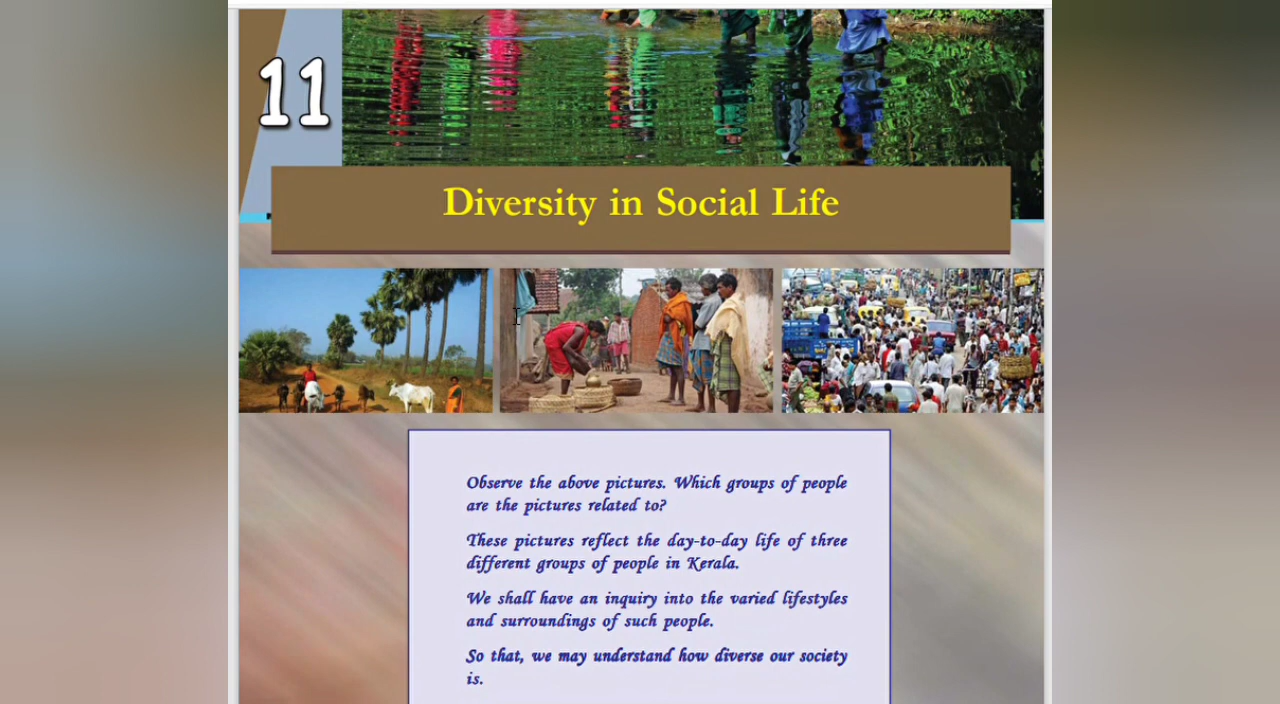 11
Diversity in Social Life
Observe the above pictures. Which groups of people
are the pictures related to?
These pictures reflect the day-to-day life of three
different groups of people in Kerala.
We shall have an inquiry into the varied lifestyles
and surroundings of such people.
So that, we may understand how diverse our society
is.